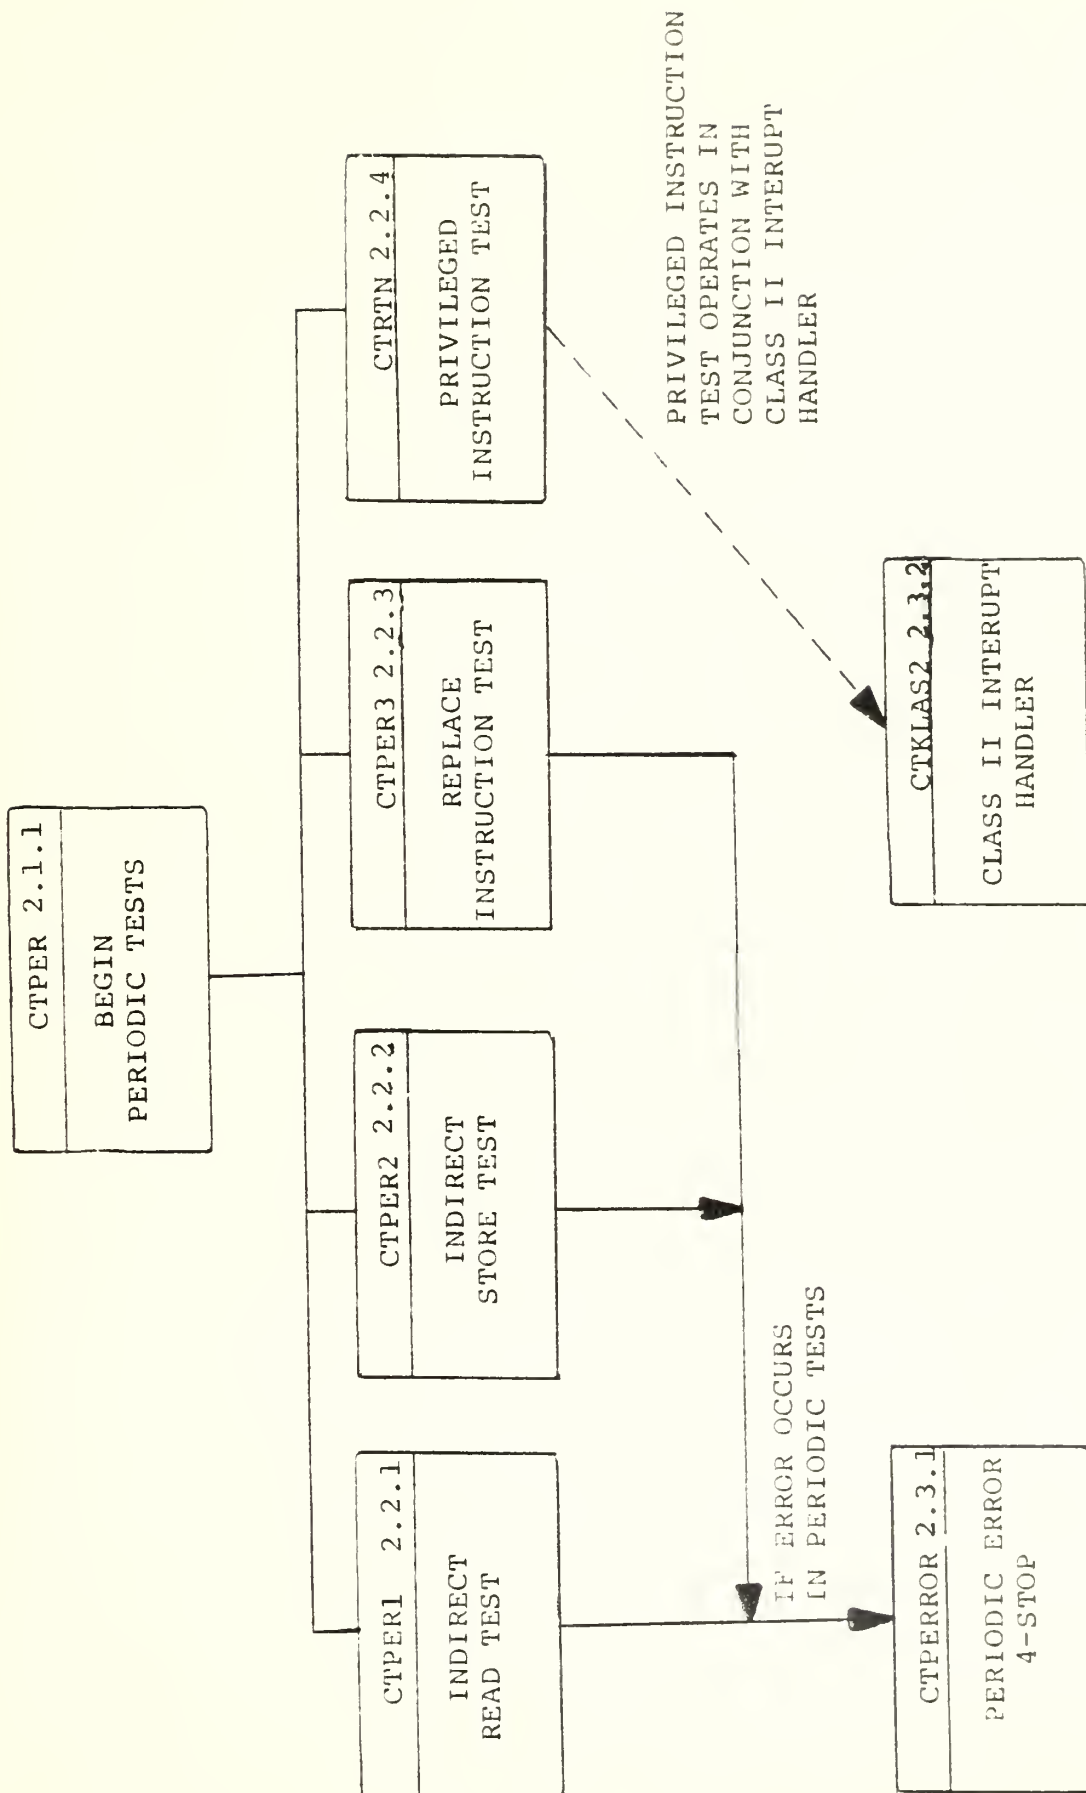 CTPER 2.1.1
BEGIN
PERIODIC TESTS
CTPER1 2.2.1
INDIRECT
READ TEST
CTPER2 2.2.2
INDIRECT
STORE TEST
CTPER3 2.2.3
REPLACE
INSTRUCTION TEST
CTRTN 2.2.4
PRIVILEGED
INSTRUCTION TEST
IF ERROR OCCURS
IN PERIODIC TESTS
PRIVILEGED INSTRUCTION
TEST OPERATES IN
CONJUNCTION WITH
CLASS II INTERUPT
HANDLER
CTPERROR 2.3.1
PERIODIC ERROR
4-STOP
CTKLAS2 2.3.2
CLASS II INTERUPT
HANDLER